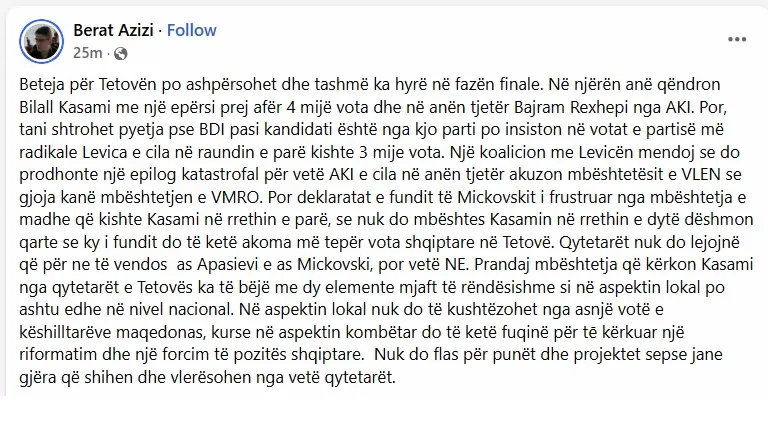 Berat Azizi · Follow
25m ·
Beteja për Tetovën po ashpërsohet dhe tashmë ka hyrë në fazën finale. Në njërën anë qëndron
Bilall Kasami me një epërsi prej afër 4 mijë vota dhe në anën tjetër Bajram Rexhepi nga AKI. Por,
tani shtrohet pyetja pse BDI pasi kandidati është nga kjo parti po insiston në votat e partisë më
radikale Levica e cila në raundin e parë kishte 3 mije vota. Një koalicion me Levicën mendoj se do
prodhonte një epilog katastrofal për vetë AKI e cila në anën tjetër akuzon mbështetësit e VLEN se
gjoja kanë mbështetjen e VMRO. Por deklaratat e fundit të Mickovskit i frustruar nga mbështetja e
madhe që kishte Kasami në rrethin e parë, se nuk do mbështes Kasamin në rrethin e dytë dëshmon
qarte se ky i fundit do të ketë akoma më tepër vota shqiptare në Tetovë. Qytetarët nuk do lejojnë
që për ne të vendos  as Apasievi e as Mickovski, por vetë NE. Prandaj mbështetja që kërkon Kasami
nga qytetarët e Tetovës ka të bëjë me dy elemente mjaft të rëndësishme si në aspektin lokal po
ashtu edhe në nivel nacional. Në aspektin lokal nuk do të kushtëzohet nga asnjë votë e
këshilltarëve maqedonas, kurse në aspektin kombëtar do të ketë fuqinë për tē kërkuar një
riformatim dhe një forcim të pozitës shqiptare.  Nuk do flas për punët dhe projektet sepse jane
gjëra që shihen dhe vlerësohen nga vetë qytetarët.